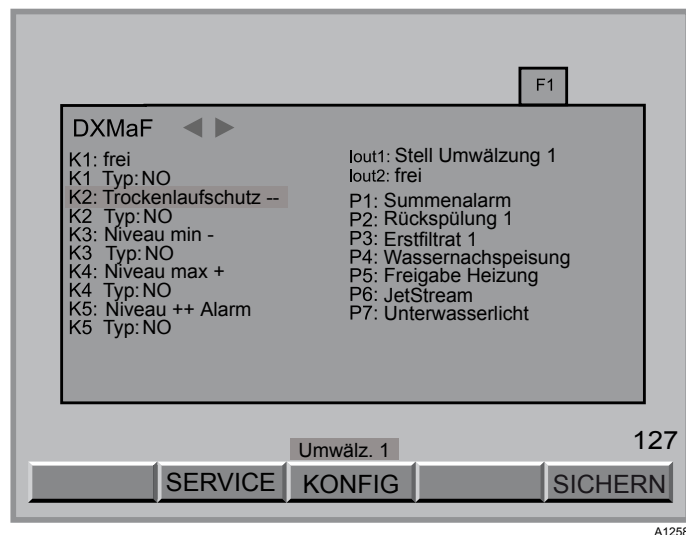 F1
DXMaF
K1: frei
K1 Typ: NO
K2: Trockenlaufschutz --
K2 Typ: NO
K3: Niveau min -
K3 Typ: NO
K4: Niveau max +
K4 Typ: NO
K5: Niveau ++ Alarm
K5 Typ: NO
Iout1: Stell Umwälzung 1
Iout2: frei
P1: Summenalarm
P2: Rückspülung 1
P3: Erstfiltrat 1
P4: Wassernachspeisung
P5: Freigabe Heizung
P6: JetStream
P7: Unterwasserlicht
127
Umwälz. 1
SERVICE
KONFIG
SICHERN
A1258